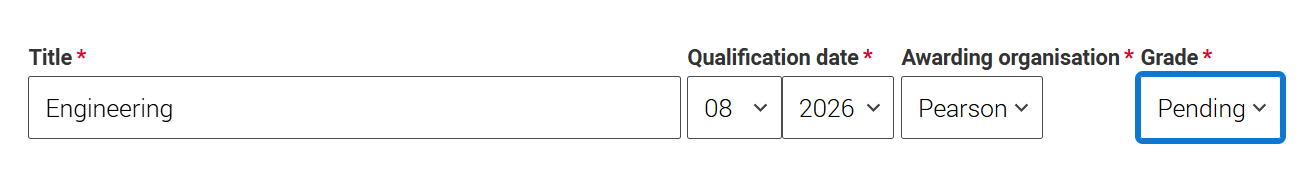 Title * Qualification date * Awarding organisation * Grade *
Engineering 08 2026 Pearson Pending